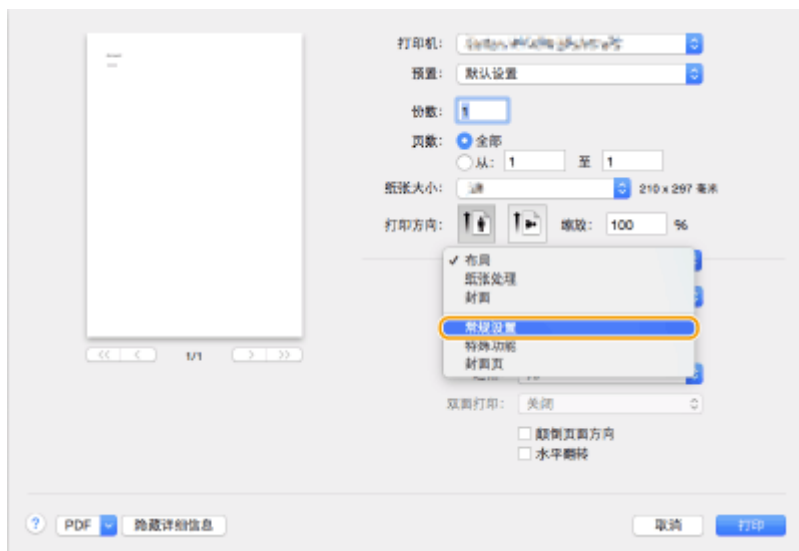 打印机:
预置: 默认设置
份数: 1
页数: 全部
从: 1 至 1
纸张大小: 210 x 297 毫米
打印方向: 缩放: 100 %
✓ 布局
纸张处理
封面
常规设置
特殊功能
封面页
1/1
双面打印: 关闭
颠倒页面方向
水平翻转
? PDF 隐藏详细信息 取消 打印